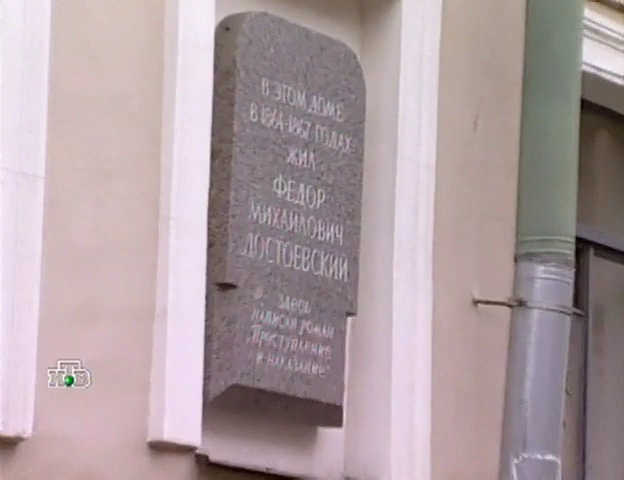 В ЭТОМ ДОМЕ
В 1864-1867 ГОДАХ
ЖИЛ
ФЕДОР
МИХАЙЛОВИЧ
ДОСТОЕВСКИЙ
ЗДЕСЬ
НАПИСАН РОМАН
„ПРЕСТУПЛЕНИЕ
И НАКАЗАНИЕ“
НТВ